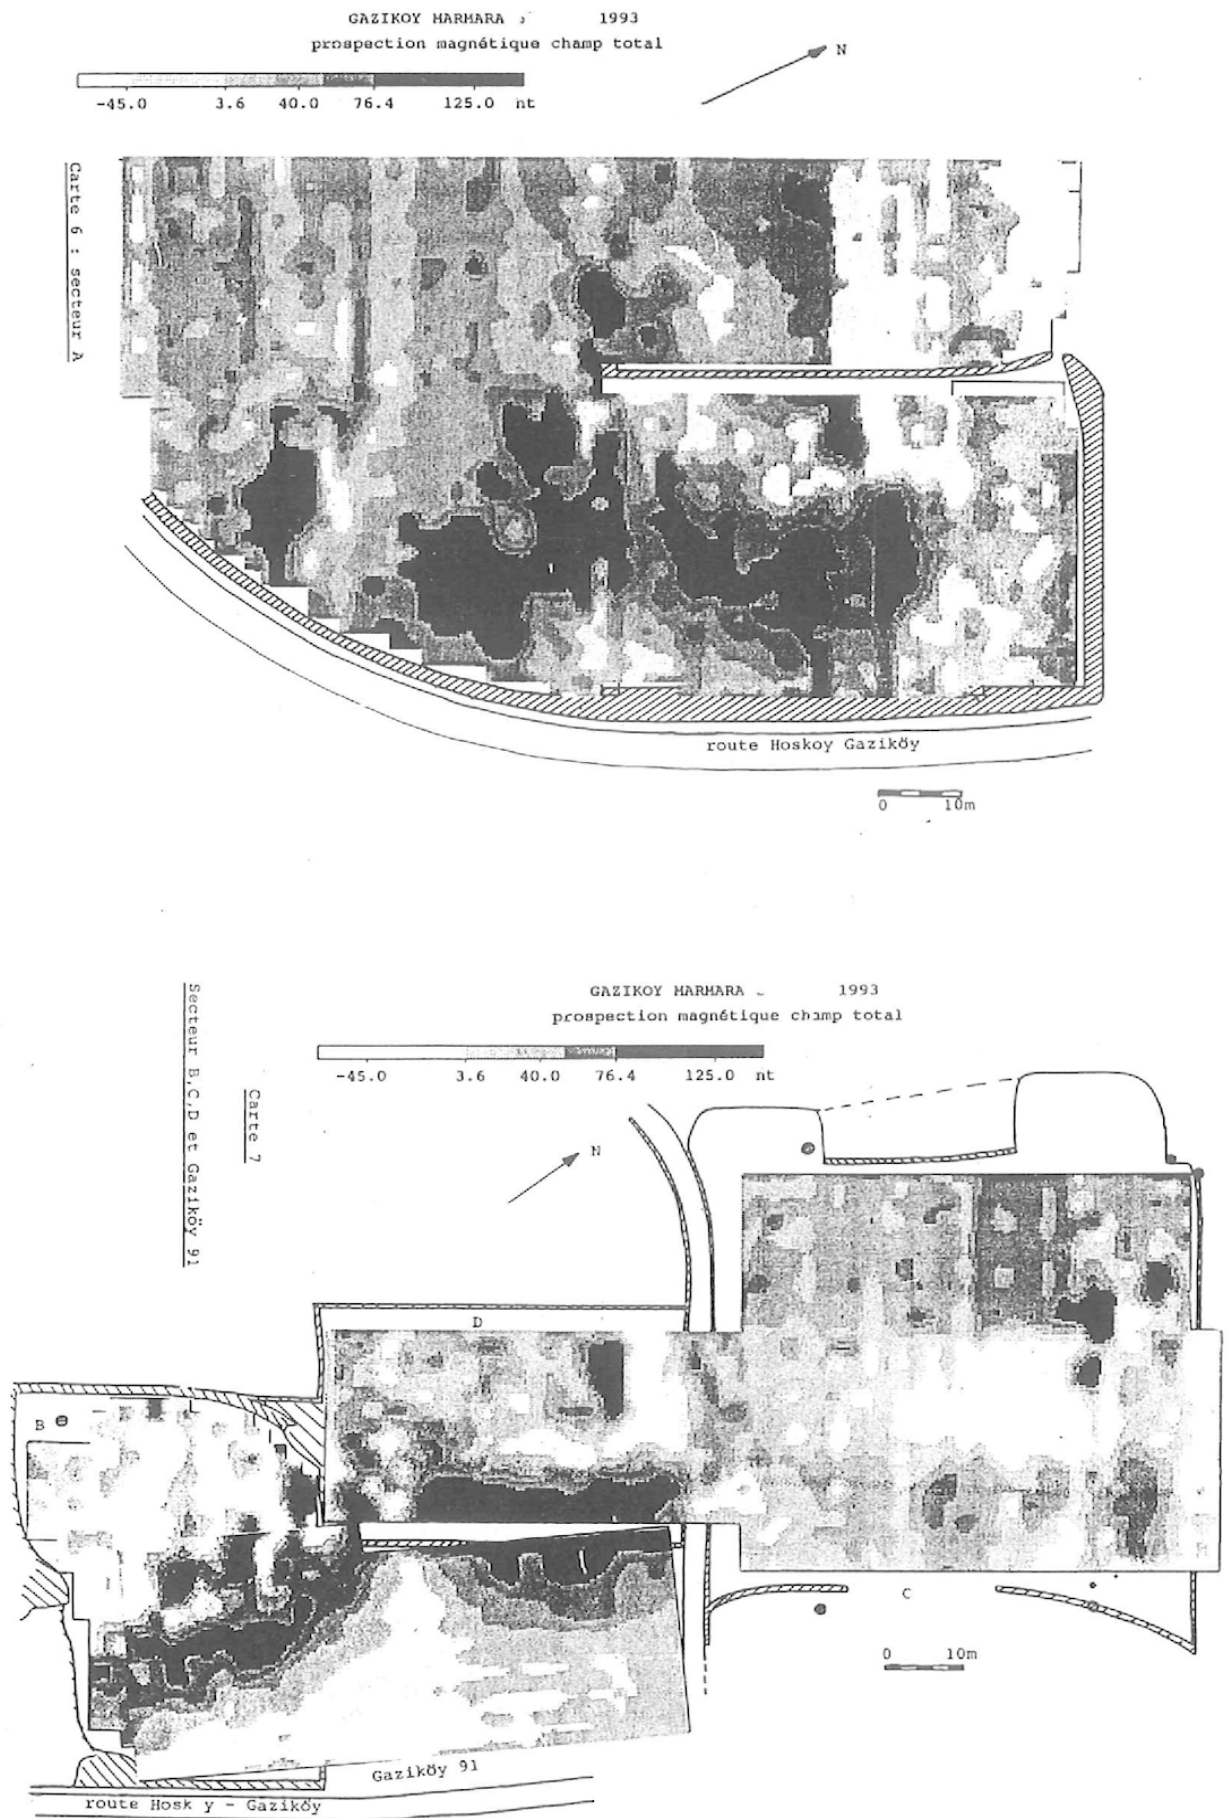 GAZIKOY MARMARA 1993
prospection magnétique champ total
N
-45.0 3.6 40.0 76.4 125.0 nt
Carte 6 : secteur A
route Hoskoy Gaziköy
0 10m
GAZIKOY MARMARA 1993
prospection magnétique champ total
-45.0 3.6 40.0 76.4 125.0 nt
Secteur B,C,D et Gaziköy 91
Carte 7
N
D
B
C
0 10m
Gaziköy 91
route Hosk y - Gaziköy